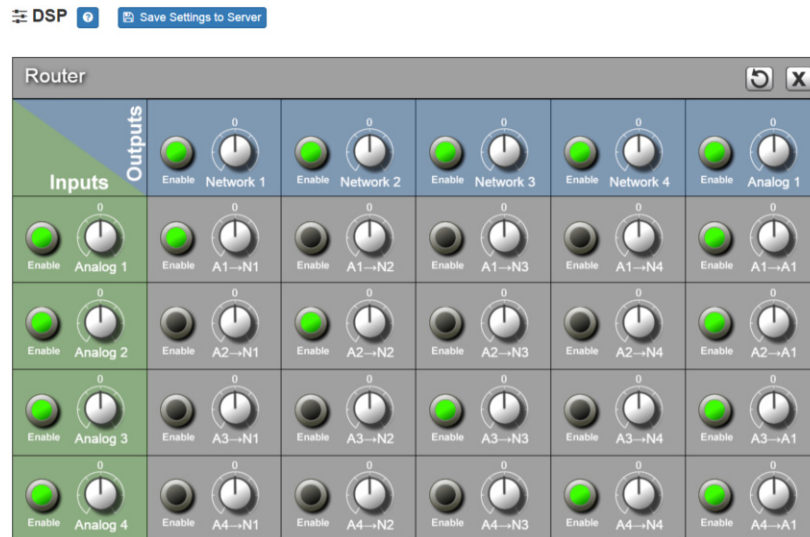 DSP ? Save Settings to Server
Router X
Outputs
Inputs
0 0 0 0 0
Enable Network 1 Enable Network 2 Enable Network 3 Enable Network 4 Enable Analog 1
0 0 0 0 0 0
Enable Analog 1 Enable A1→N1 Enable A1→N2 Enable A1→N3 Enable A1→N4 Enable A1→A1
0 0 0 0 0 0
Enable Analog 2 Enable A2→N1 Enable A2→N2 Enable A2→N3 Enable A2→N4 Enable A2→A1
0 0 0 0 0 0
Enable Analog 3 Enable A3→N1 Enable A3→N2 Enable A3→N3 Enable A3→N4 Enable A3→A1
0 0 0 0 0 0
Enable Analog 4 Enable A4→N1 Enable A4→N2 Enable A4→N3 Enable A4→N4 Enable A4→A1